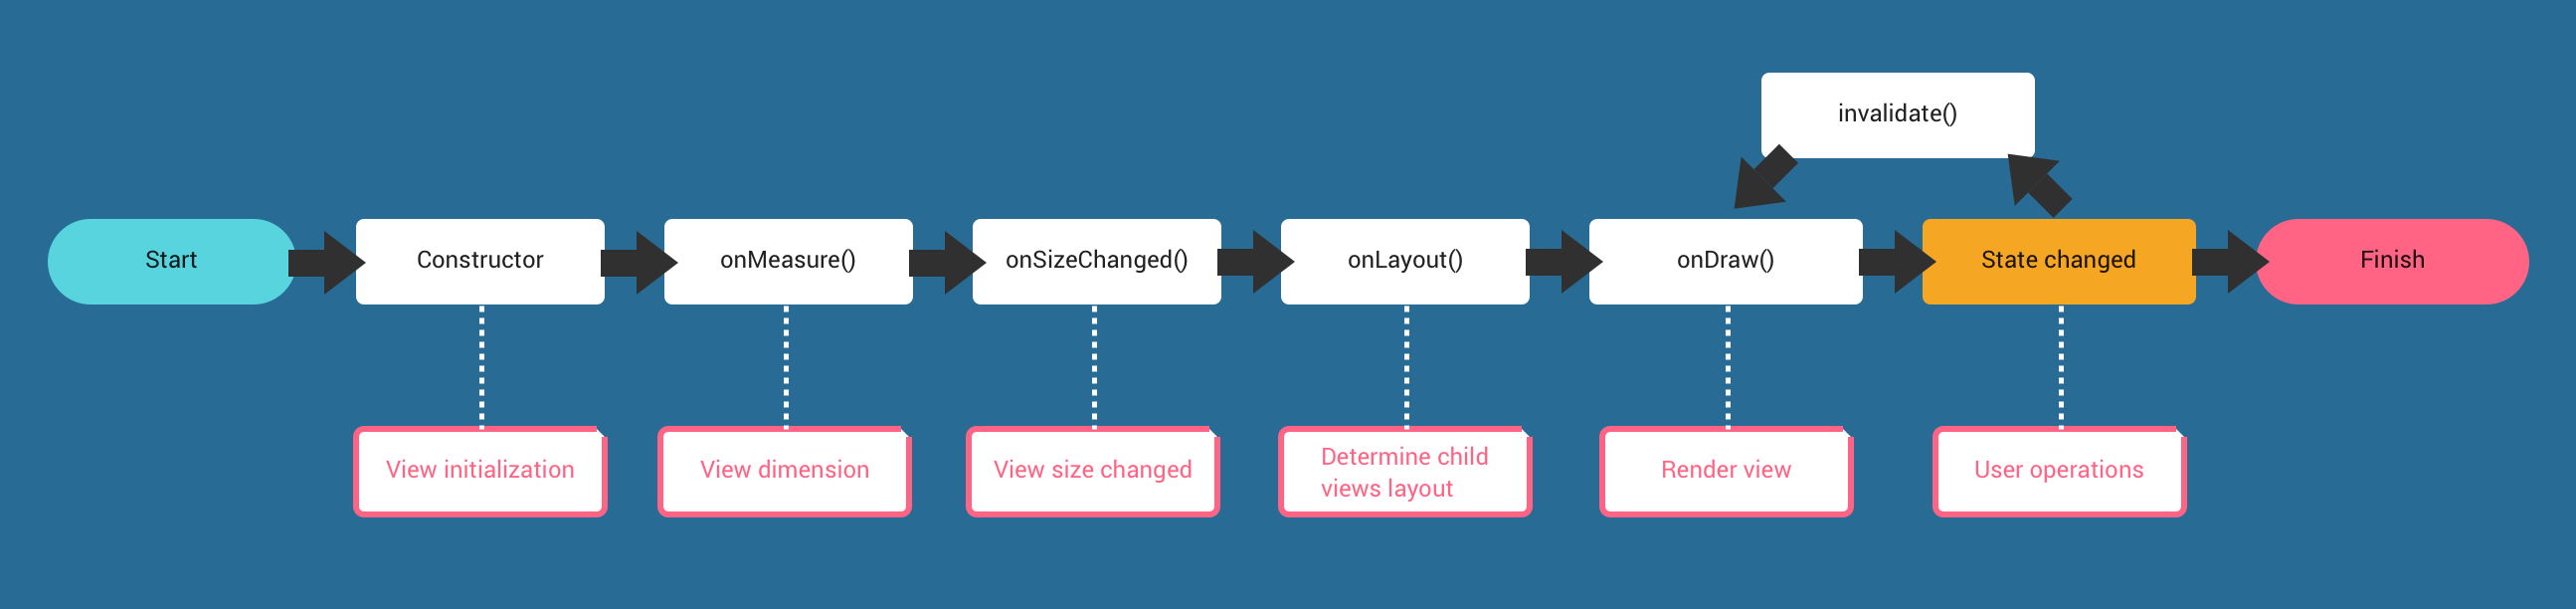 invalidate()
Start
Constructor
onMeasure()
onSizeChanged()
onLayout()
onDraw()
State changed
Finish
View initialization
View dimension
View size changed
Determine child
views layout
Render view
User operations